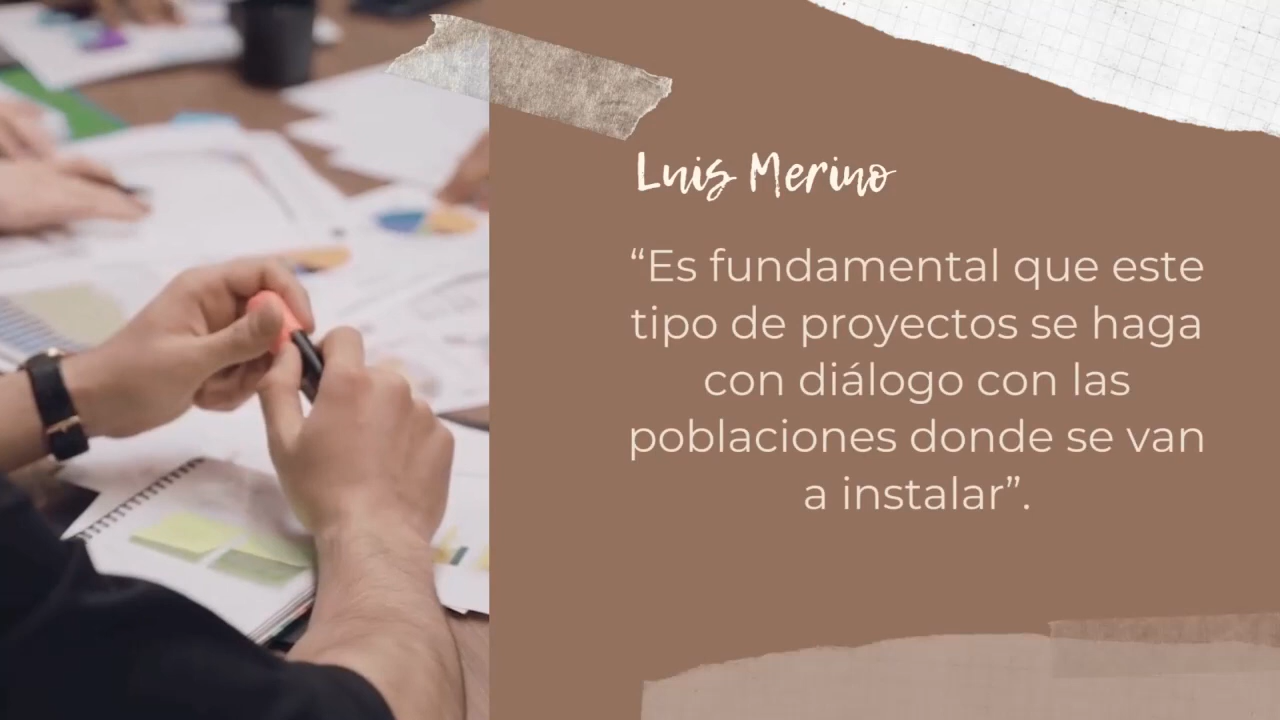 Luis Merino
“Es fundamental que este
tipo de proyectos se haga
con diálogo con las
poblaciones donde se van
a instalar”.